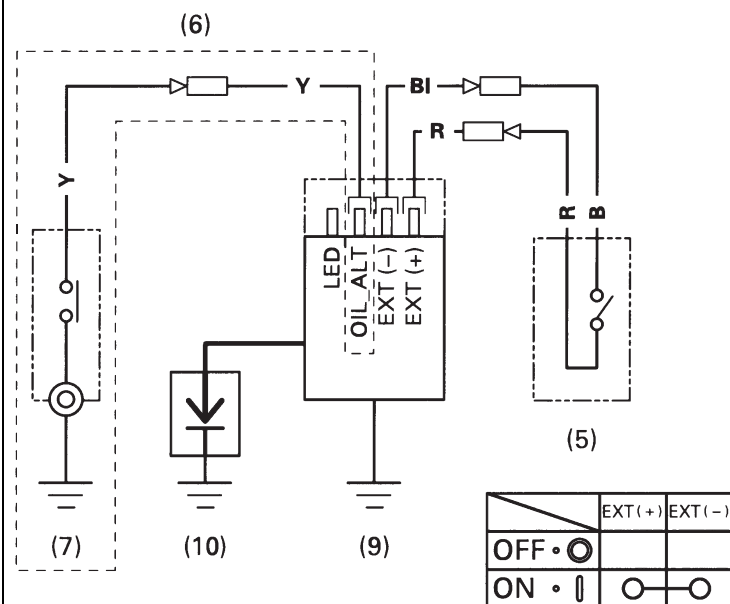 (6)
Y
Bl
R
Y
R
B
LED
OIL_ALT
EXT (–)
EXT (+)
(5)
(7)
(10)
(9)
EXT(+) EXT(–)
OFF
ON